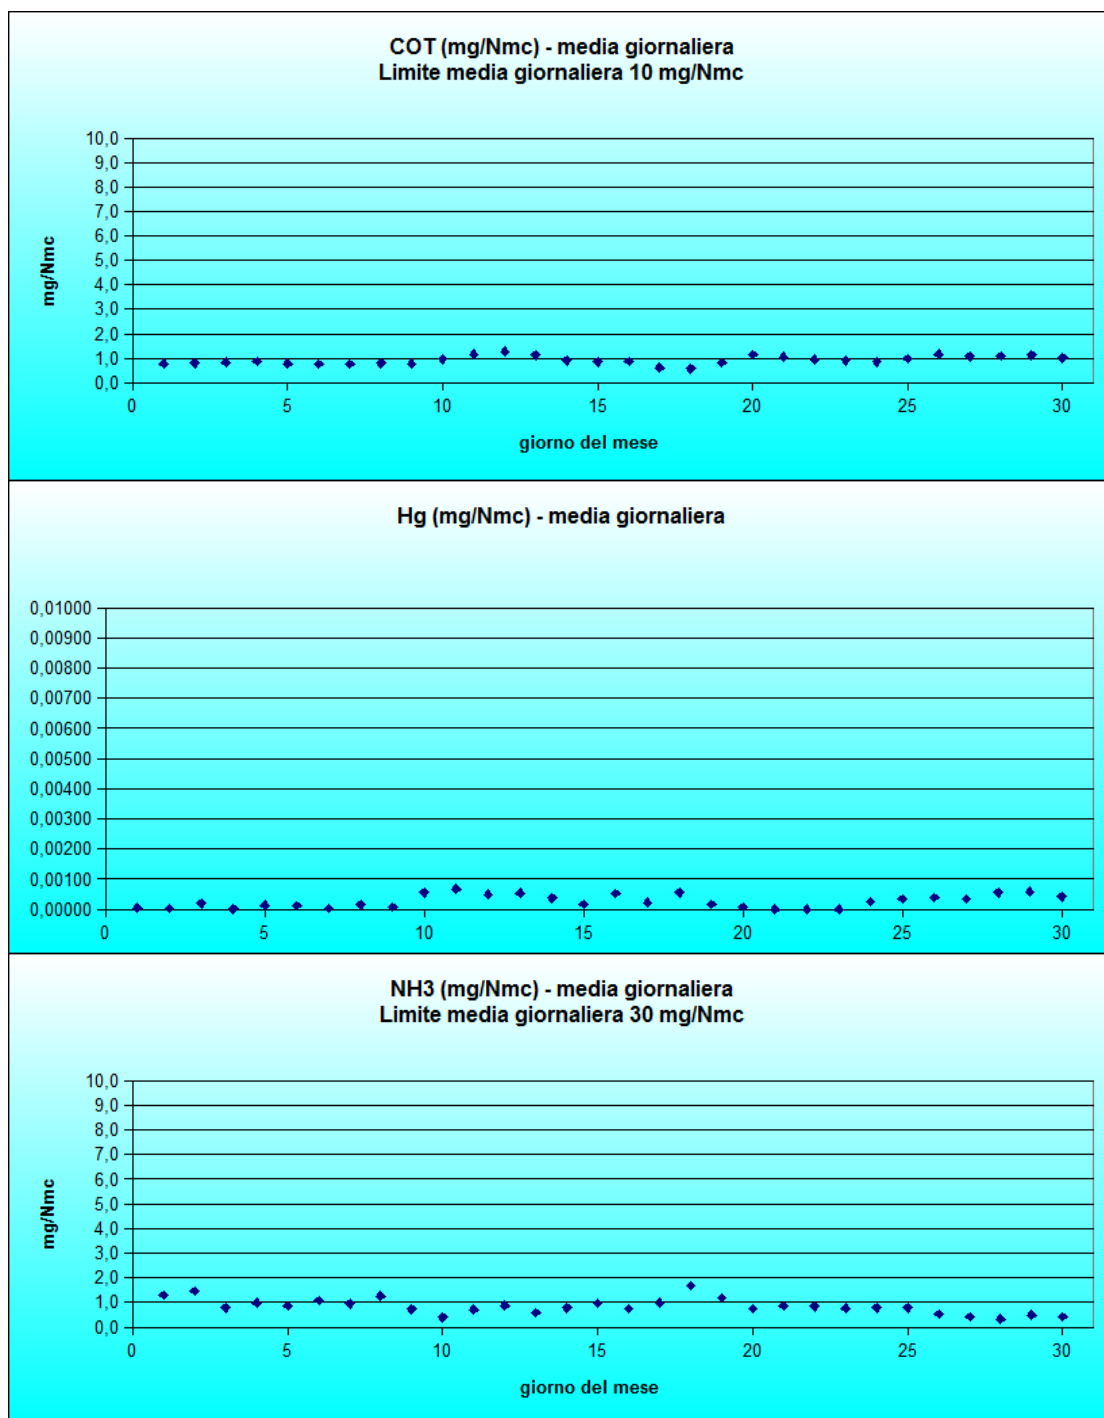 COT (mg/Nmc) - media giornaliera
Limite media giornaliera 10 mg/Nmc
10,0
9,0
8,0
7,0
6,0
5,0
4,0
3,0
2,0
1,0
0,0
mg/Nmc
0 5 10 15 20 25 30
giorno del mese
Hg (mg/Nmc) - media giornaliera
0,01000
0,00900
0,00800
0,00700
0,00600
0,00500
0,00400
0,00300
0,00200
0,00100
0,00000
0 5 10 15 20 25 30
NH3 (mg/Nmc) - media giornaliera
Limite media giornaliera 30 mg/Nmc
10,0
9,0
8,0
7,0
6,0
5,0
4,0
3,0
2,0
1,0
0,0
mg/Nmc
0 5 10 15 20 25 30
giorno del mese